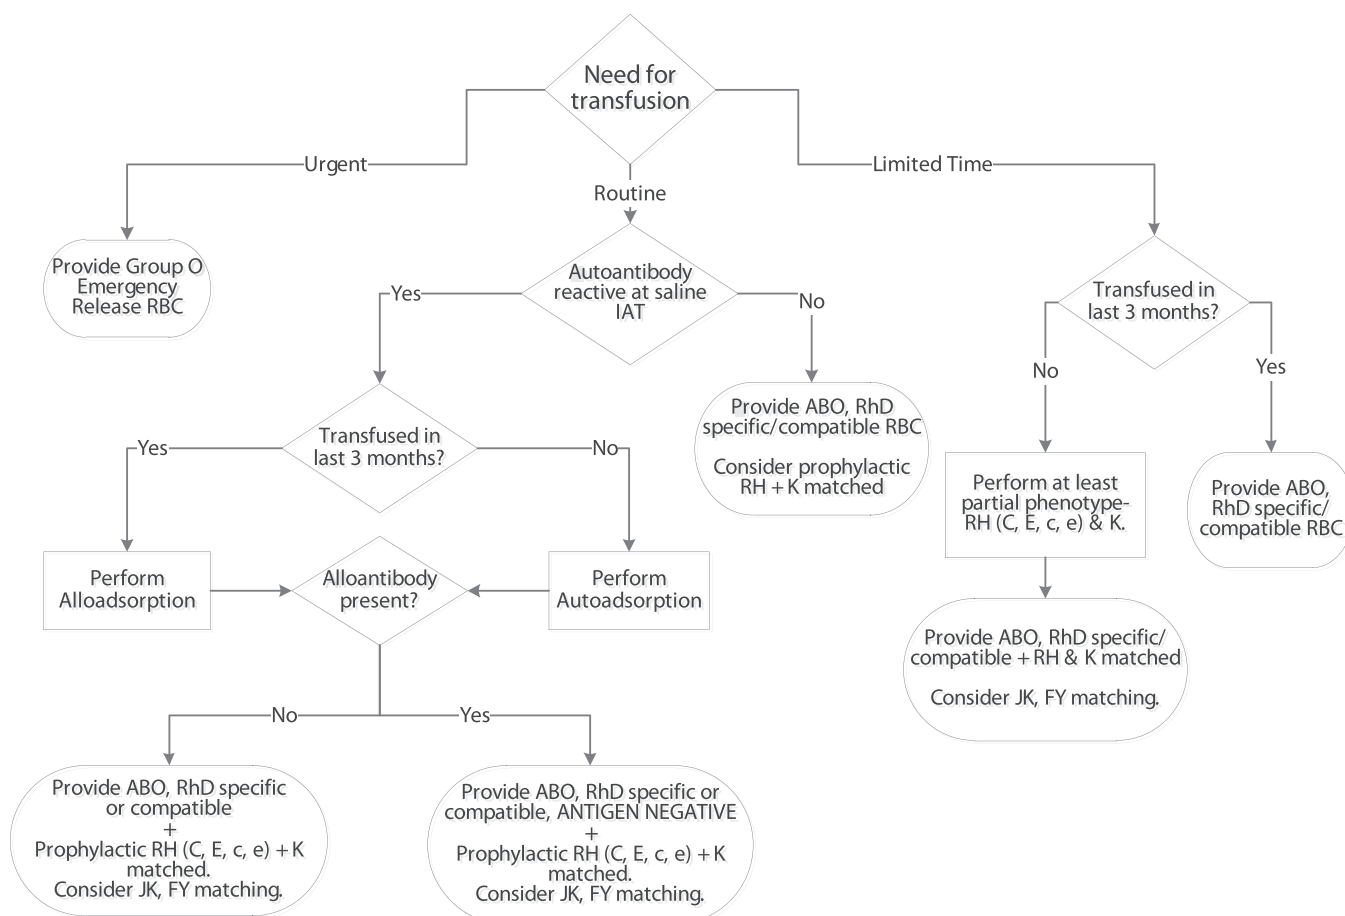 Need for
transfusion
Urgent
Limited Time
Routine
Provide Group O
Emergency
Release RBC
Autoantibody
reactive at saline
IAT
Yes
No
Transfused in
last 3 months?
No
Yes
Transfused in
last 3 months?
Yes
No
Provide ABO, RhD
specific/compatible RBC
Consider prophylactic
RH + K matched
Perform at least
partial phenotype-
RH (C, E, c, e) & K.
Provide ABO,
RhD specific/
compatible RBC
Perform
Alloadsorption
Alloantibody
present?
Perform
Autoadsorption
Provide ABO, RhD specific/
compatible + RH & K matched
Consider JK, FY matching.
No
Yes
Provide ABO, RhD specific
or compatible
+
Prophylactic RH (C, E, c, e) + K
matched.
Consider JK, FY matching.
Provide ABO, RhD specific or
compatible, ANTIGEN NEGATIVE
+
Prophylactic RH (C, E, c, e) + K
matched.
Consider JK, FY matching.